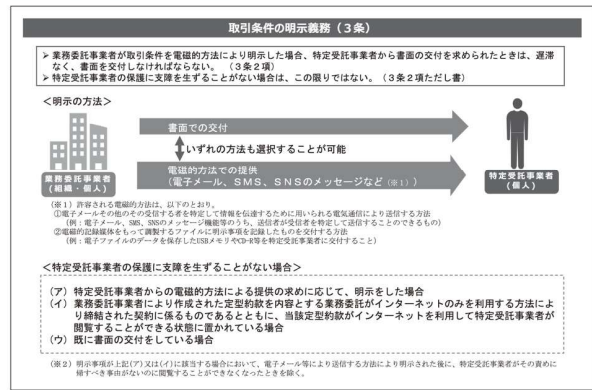 取引条件の明示義務（３条）
➢ 業務委託事業者が取引条件を電磁的方法により明示した場合、特定受託事業者から書面の交付を求められたときは、遅滞
なく、書面を交付しなければならない。（３条２項）
➢ 特定受託事業者の保護に支障を生ずることがない場合は、この限りではない。（３条２項ただし書）
＜明示の方法＞
書面での交付
いずれの方法も選択することが可能
電磁的方法での提供
（電子メール、ＳＭＳ、ＳＮＳのメッセージなど（※１））
業務委託事業者
（組織・個人）
特定受託事業者
（個人）
（※１）許容される電磁的方法は、以下のとおり。
①電子メールその他のその受信する者を特定して情報を伝達するために用いられる電気通信により送信する方法
（例：電子メール、SMS、SNSのメッセージ機能等のうち、送信者が受信者を特定して送信することのできるもの）
②電磁的記録媒体をもって調製するファイルに明示事項を記録したものを交付する方法
（例：電子ファイルのデータを保存したUSBメモリやCD-R等を特定受託事業者に交付すること）
＜特定受託事業者の保護に支障を生ずることがない場合＞
（ア）特定受託事業者からの電磁的方法による提供の求めに応じて、明示をした場合
（イ）業務委託事業者により作成された定型約款を内容とする業務委託がインターネットのみを利用する方法によ
り締結された契約に係るものであるとともに、当該定型約款がインターネットを利用して特定受託事業者が
閲覧することができる状態に置かれている場合
（ウ）既に書面の交付をしている場合
（※２）明示事項が上記(ア)又は(イ)に該当する場合において、電子メール等により送信する方法により明示された後に、特定受託事業者がその責めに
帰すべき事由がないのに閲覧することができなくなったときを除く。